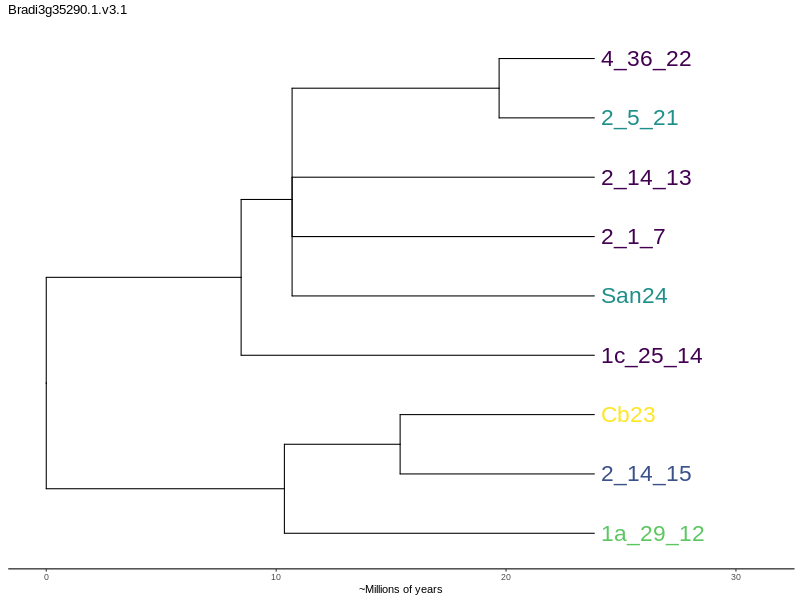 Bradi3g35290.1.v3.1
4_36_22
2_5_21
2_14_13
2_1_7
San24
1c_25_14
Cb23
2_14_15
1a_29_12
0 10 20 30
~Millions of years